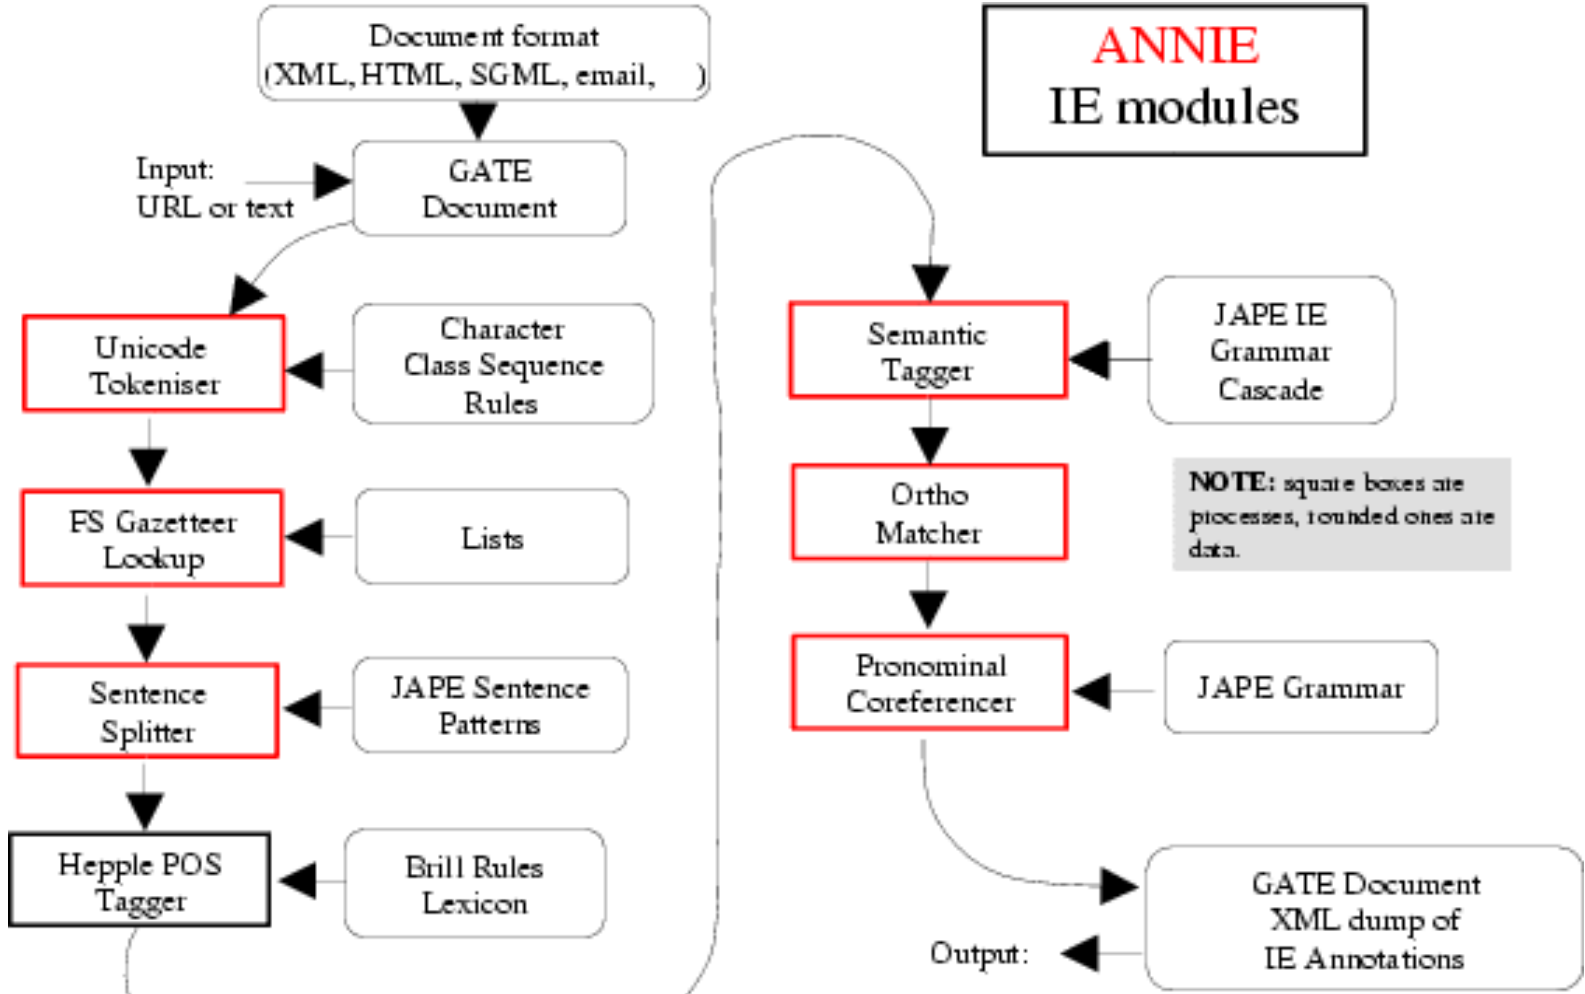 Document format
(XML, HTML, SGML, email, )
ANNIE
IE modules
Input:
URL or text
GATE
Document
Unicode
Tokeniser
Character
Class Sequence
Rules
FS Gazetteer
Lookup
Lists
Sentence
Splitter
JAPE Sentence
Patterns
Hepple POS
Tagger
Brill Rules
Lexicon
Semantic
Tagger
JAPE IE
Grammar
Cascade
Ortho
Matcher
NOTE: square boxes are
processes, rounded ones are
data.
Pronominal
Coreferencer
JAPE Grammar
GATE Document
XML dump of
IE Annotations
Output: